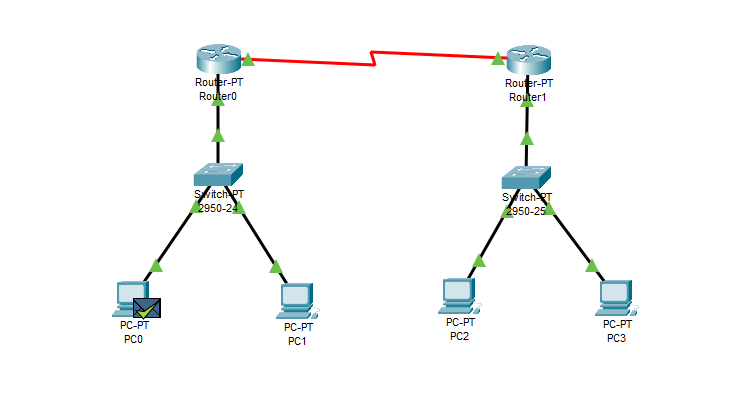 Router-PT
Router0
Router-PT
Router1
Switch-PT
2950-24
Switch-PT
2950-25
PC-PT
PC0
PC-PT
PC1
PC-PT
PC2
PC-PT
PC3